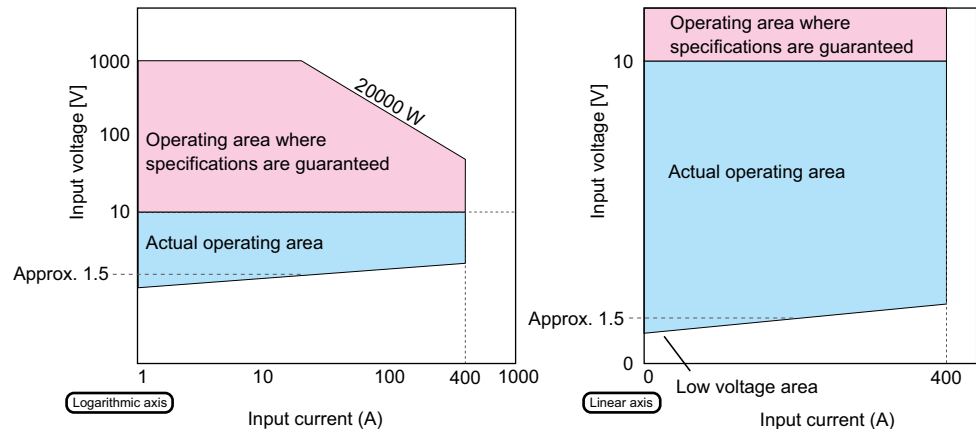 Input voltage [V]
1000
100
10
Approx. 1.5
20000 W
Operating area where
specifications are guaranteed
Actual operating area
1
10
100
400
1000
Logarithmic axis
Input current (A)
Input voltage [V]
10
Approx. 1.5
0
Operating area where
specifications are guaranteed
Actual operating area
0
400
Low voltage area
Linear axis
Input current (A)